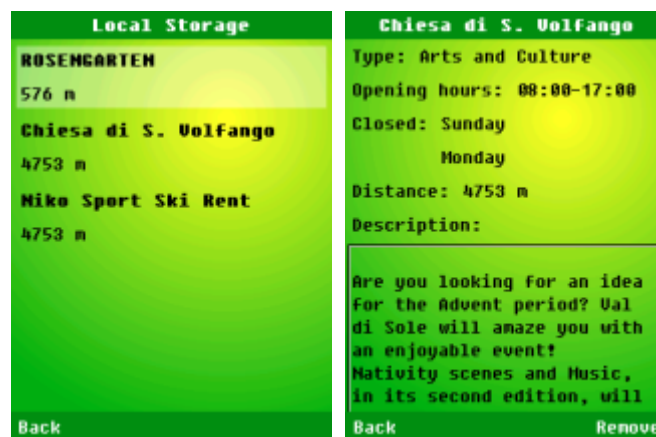 Local Storage
ROSENGARTEN
576 m
Chiesa di S. Volfango
4753 m
Niko Sport Ski Rent
4753 m
Back
Chiesa di S. Volfango
Type: Arts and Culture
Opening hours: 08:00-17:00
Closed: Sunday
Monday
Distance: 4753 m
Description:
Are you looking for an idea
for the Advent period? Val
di Sole will amaze you with
an enjoyable event!
Nativity scenes and Music,
in its second edition, will
Back Remove